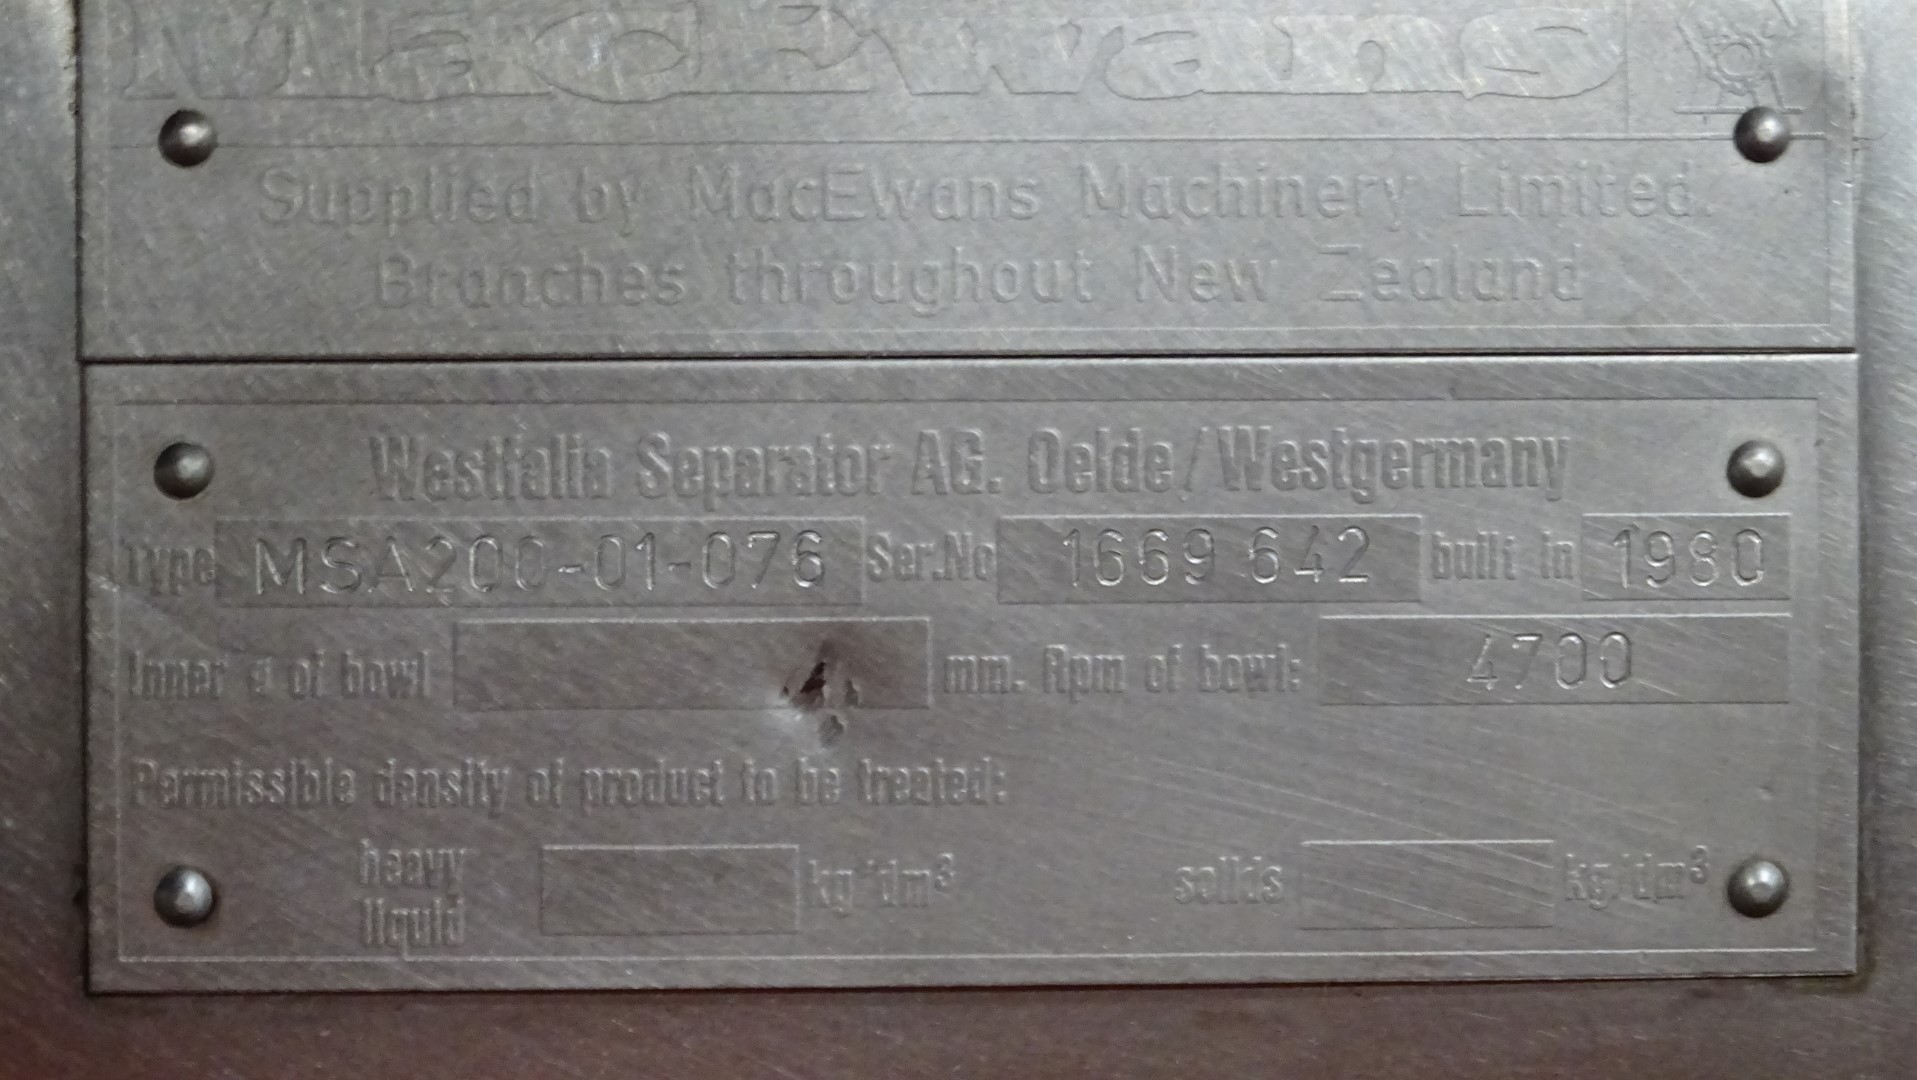 MacEwans
Supplied by MacEwans Machinery Limited.
Branches throughout New Zealand
Westfalia Separator AG. Oelde/Westgermany
Type MSA200-01-076 Ser.No 1669 642 built in 1980
Inner ø of bowl mm. Rpm of bowl: 4700
Permissible density of product to be treated:
heavy liquid kg/dm³ solids kg/dm³